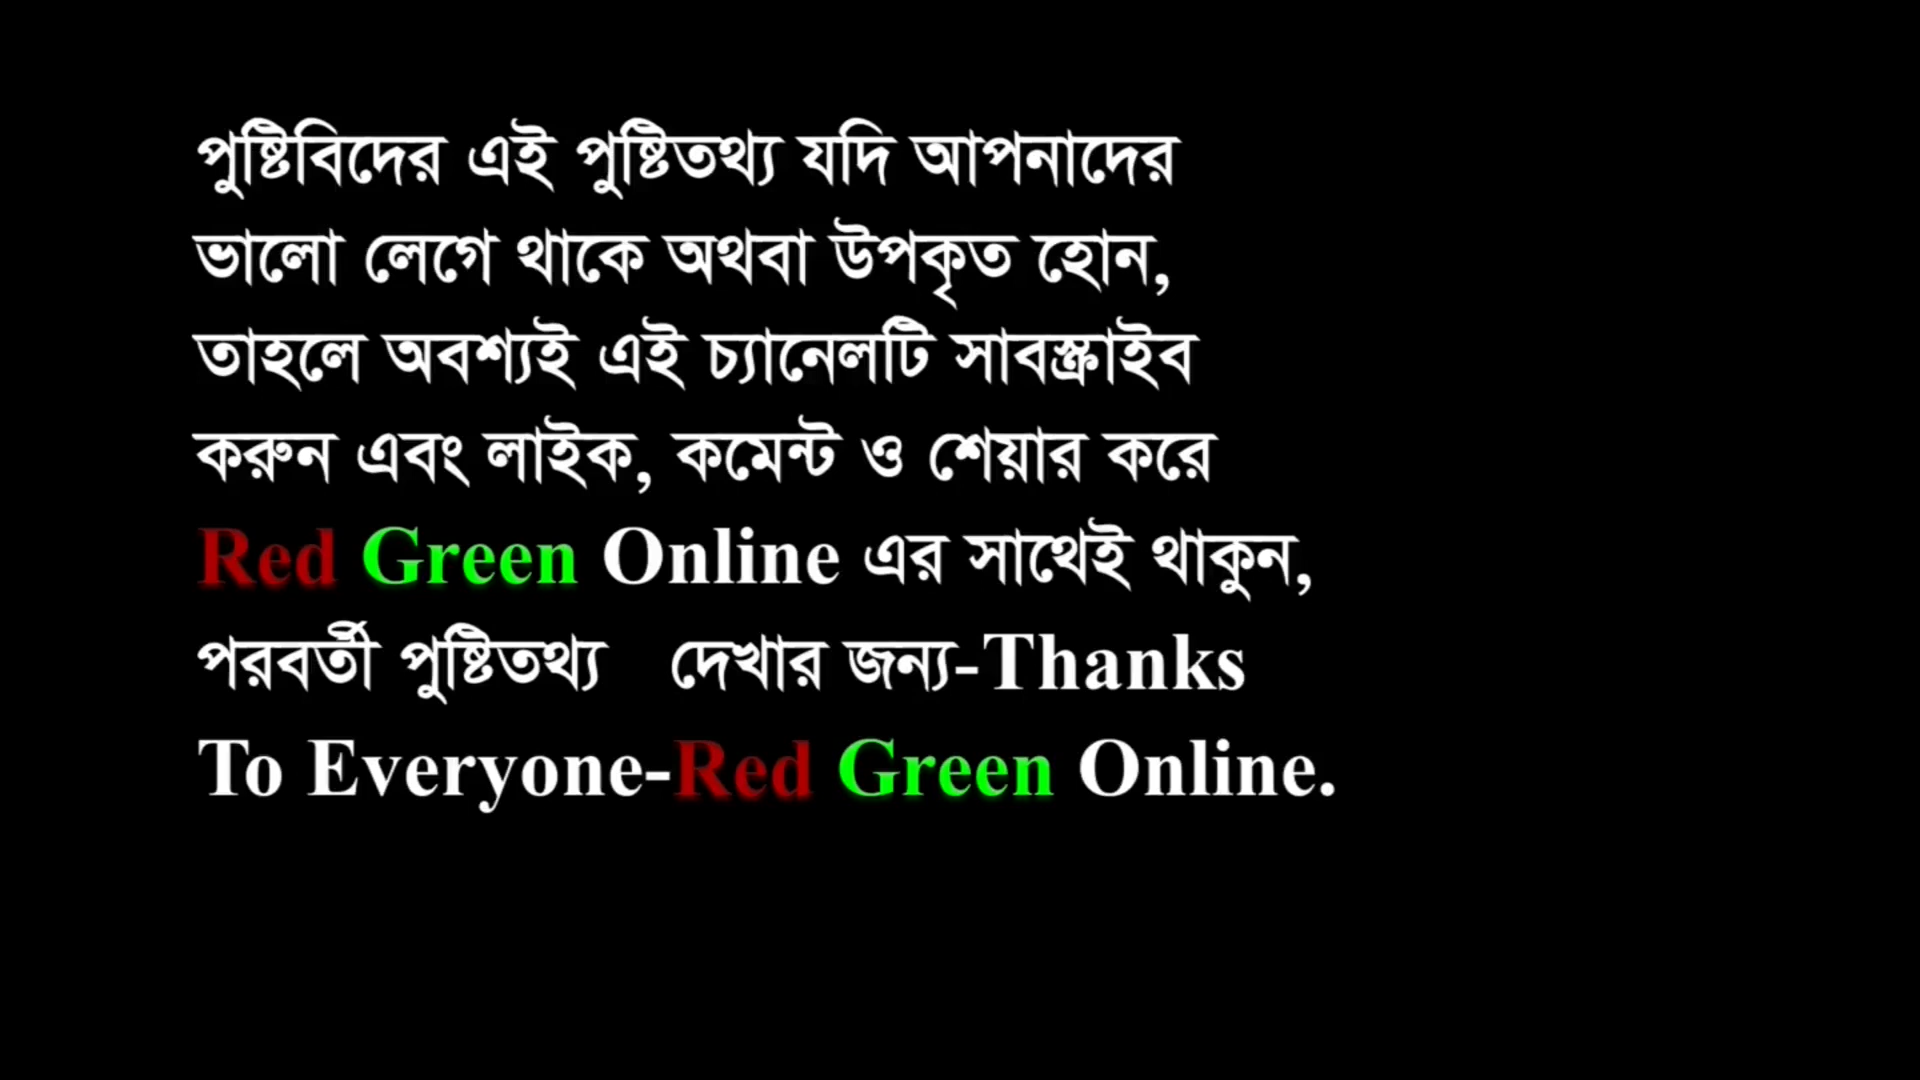 পুষ্টিবিদের এই পুষ্টিতথ্য যদি আপনাদের
ভালো লেগে থাকে অথবা উপকৃত হোন,
তাহলে অবশ্যই এই চ্যানেলটি সাবস্ক্রাইব
করুন এবং লাইক, কমেন্ট ও শেয়ার করে
Red Green Online এর সাথেই থাকুন,
পরবর্তী পুষ্টিতথ্য দেখার জন্য-Thanks
To Everyone-Red Green Online.